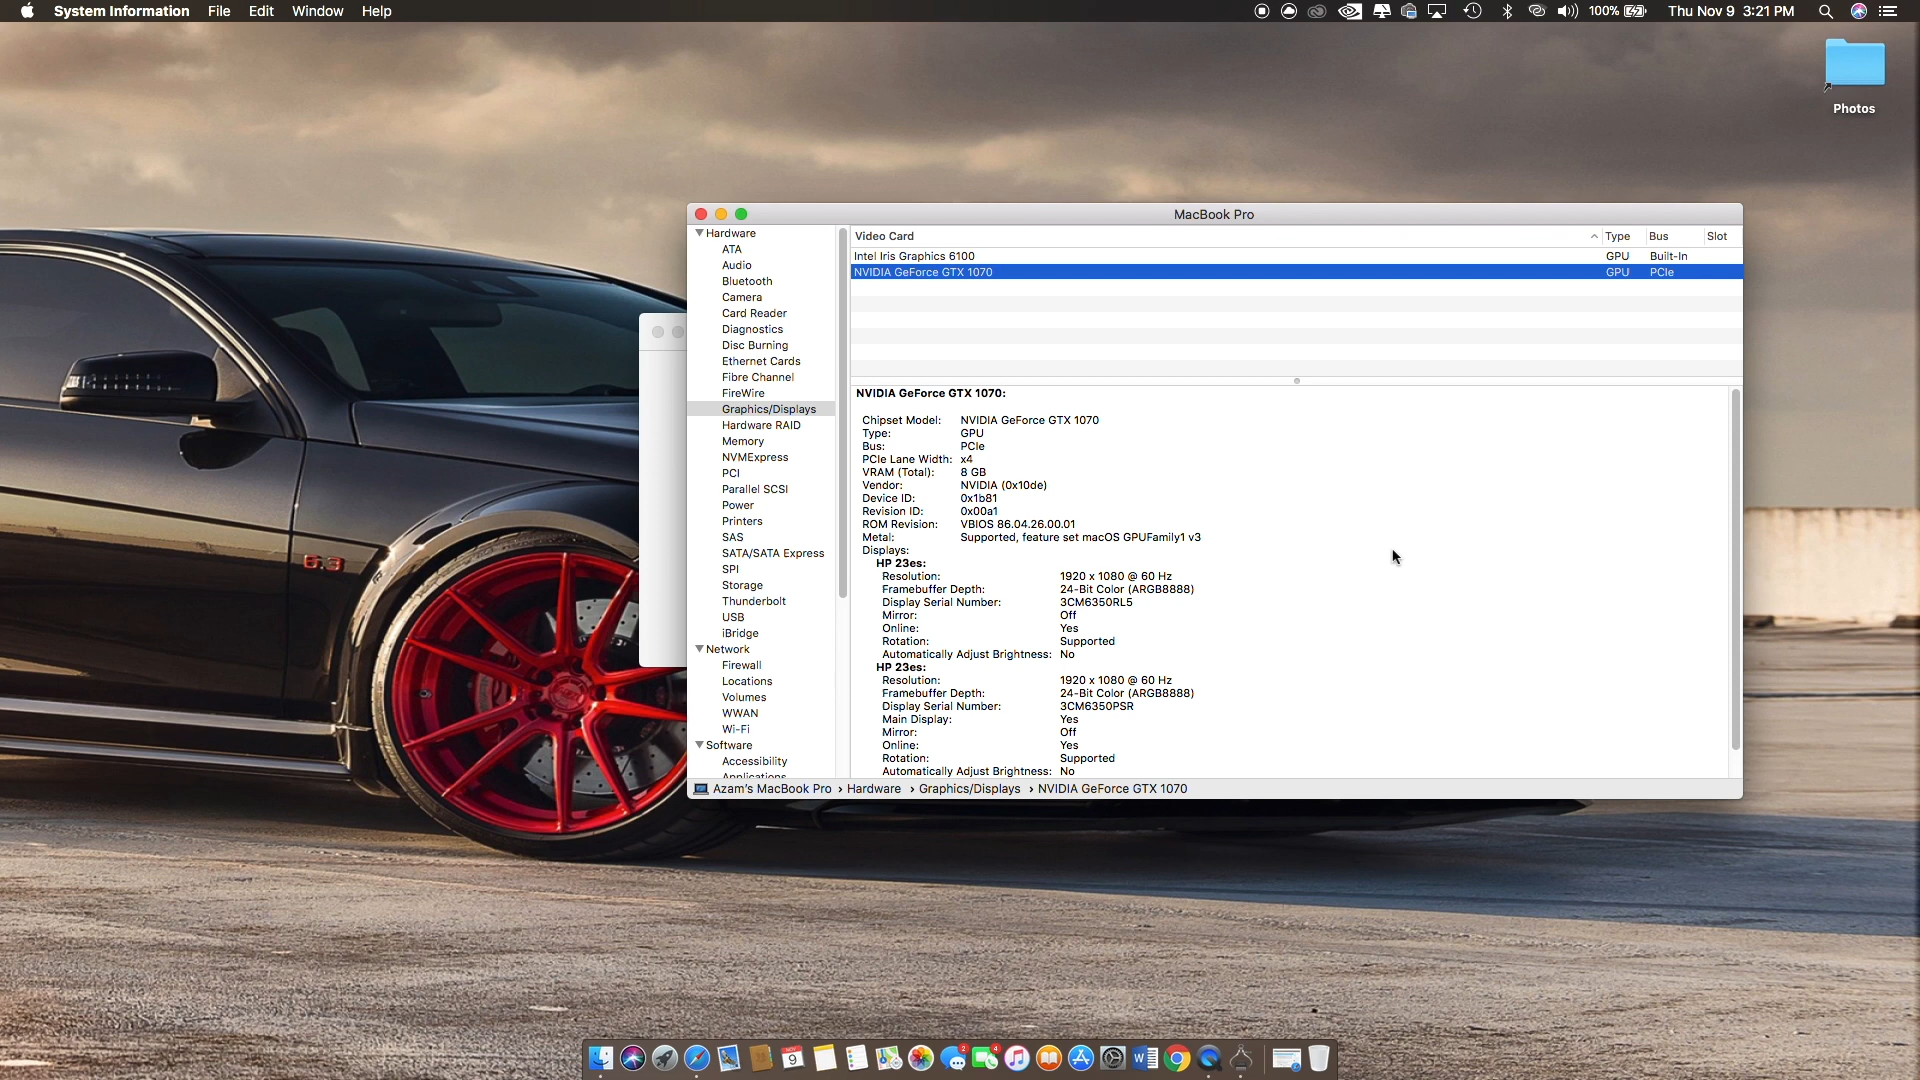 System Information File Edit Window Help
100% Thu Nov 9 3:21 PM
Photos
MacBook Pro
Hardware
ATA
Audio
Bluetooth
Camera
Card Reader
Diagnostics
Disc Burning
Ethernet Cards
Fibre Channel
FireWire
Graphics/Displays
Hardware RAID
Memory
NVMExpress
PCI
Parallel SCSI
Power
Printers
SAS
SATA/SATA Express
SPI
Storage
Thunderbolt
USB
iBridge
Network
Firewall
Locations
Volumes
WWAN
Wi-Fi
Software
Accessibility
Applications
Video Card Type Bus Slot
Intel Iris Graphics 6100 GPU Built-In
NVIDIA GeForce GTX 1070 GPU PCIe
NVIDIA GeForce GTX 1070:
Chipset Model: NVIDIA GeForce GTX 1070
Type: GPU
Bus: PCIe
PCIe Lane Width: x4
VRAM (Total): 8 GB
Vendor: NVIDIA (0x10de)
Device ID: 0x1b81
Revision ID: 0x00a1
ROM Revision: VBIOS 86.04.26.00.01
Metal: Supported, feature set macOS GPUFamily1 v3
Displays:
HP 23es:
Resolution: 1920 x 1080 @ 60 Hz
Framebuffer Depth: 24-Bit Color (ARGB8888)
Display Serial Number: 3CM6350RL5
Mirror: Off
Online: Yes
Rotation: Supported
Automatically Adjust Brightness: No
HP 23es:
Resolution: 1920 x 1080 @ 60 Hz
Framebuffer Depth: 24-Bit Color (ARGB8888)
Display Serial Number: 3CM6350PSR
Main Display: Yes
Mirror: Off
Online: Yes
Rotation: Supported
Automatically Adjust Brightness: No
Azam's MacBook Pro › Hardware › Graphics/Displays › NVIDIA GeForce GTX 1070
6.3
NOV
9
2
4
W